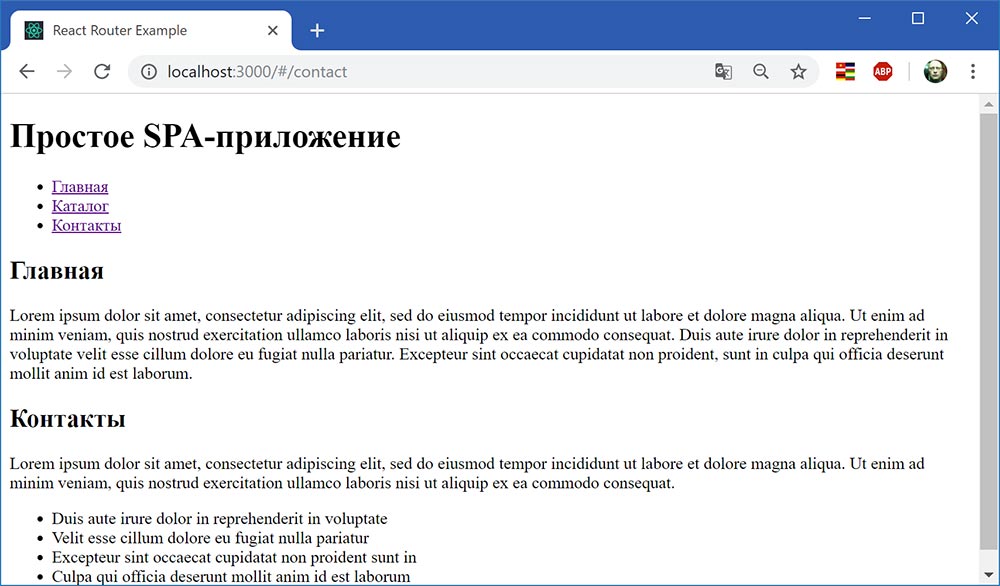 React Router Example
localhost:3000/#/contact
ABP
Простое SPA-приложение
Главная
Каталог
Контакты
Главная
Lorem ipsum dolor sit amet, consectetur adipiscing elit, sed do eiusmod tempor incididunt ut labore et dolore magna aliqua. Ut enim ad
minim veniam, quis nostrud exercitation ullamco laboris nisi ut aliquip ex ea commodo consequat. Duis aute irure dolor in reprehenderit in
voluptate velit esse cillum dolore eu fugiat nulla pariatur. Excepteur sint occaecat cupidatat non proident, sunt in culpa qui officia deserunt
mollit anim id est laborum.
Контакты
Lorem ipsum dolor sit amet, consectetur adipiscing elit, sed do eiusmod tempor incididunt ut labore et dolore magna aliqua. Ut enim ad
minim veniam, quis nostrud exercitation ullamco laboris nisi ut aliquip ex ea commodo consequat.
Duis aute irure dolor in reprehenderit in voluptate
Velit esse cillum dolore eu fugiat nulla pariatur
Excepteur sint occaecat cupidatat non proident sunt in
Culpa qui officia deserunt mollit anim id est laborum